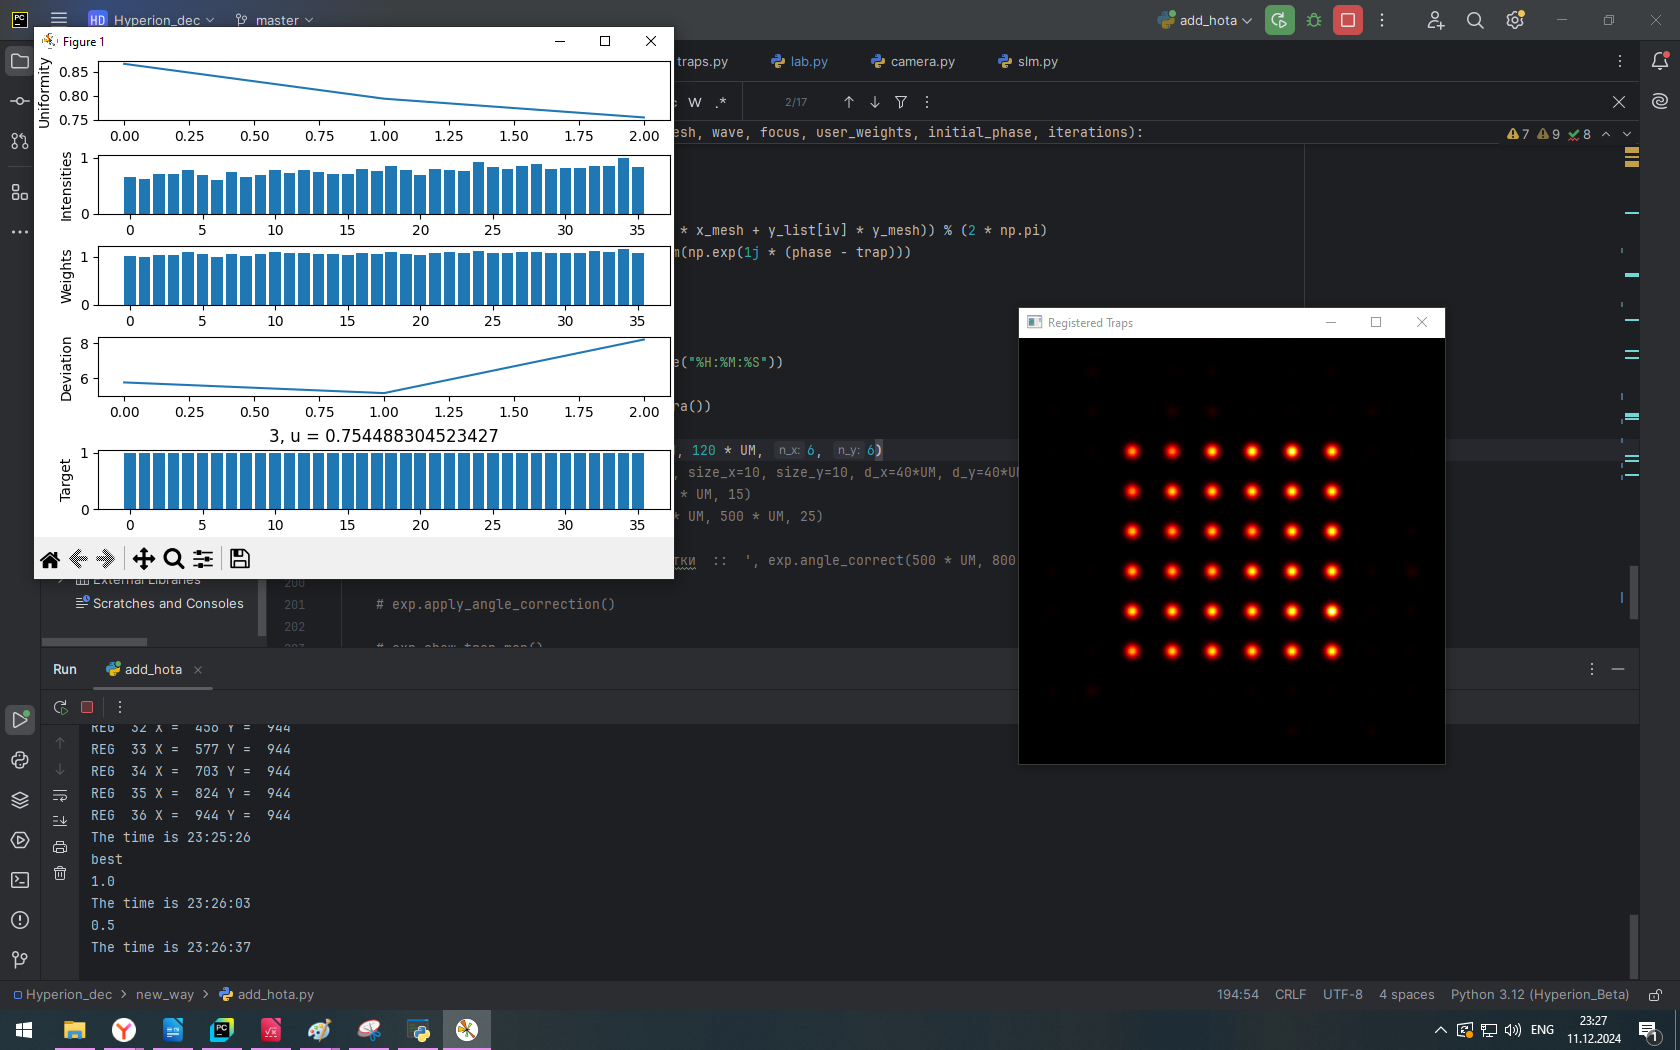 HD Hyperion_dec master add_hota
Figure 1
traps.py lab.py camera.py slm.py
W .* 2/17
esh, wave, focus, user_weights, initial_phase, iterations):
7 9 8
Uniformity
0.85
0.80
0.75
0.00 0.25 0.50 0.75 1.00 1.25 1.50 1.75 2.00
Intensities
1
0
0 5 10 15 20 25 30 35
* x_mesh + y_list[iv] * y_mesh)) % (2 * np.pi)
m(np.exp(1j * (phase - trap)))
Weights
1
0
0 5 10 15 20 25 30 35
Deviation
8
6
0.00 0.25 0.50 0.75 1.00 1.25 1.50 1.75 2.00
e("%H:%M:%S"))
ra())
3, u = 0.754488304523427
Target
1
0
0 5 10 15 20 25 30 35
, 120 * UM, n_x: 6, n_y: 6)
, size_x=10, size_y=10, d_x=40*UM, d_y=40*UM
* UM, 15)
* UM, 500 * UM, 25)
тки :: ', exp.angle_correct(500 * UM, 800
Registered Traps
External Libraries
Scratches and Consoles
200
201 # exp.apply_angle_correction()
202
203 # exp.show_trap_map()
Run add_hota
REG 32 X = 456 Y = 944
REG 33 X = 577 Y = 944
REG 34 X = 703 Y = 944
REG 35 X = 824 Y = 944
REG 36 X = 944 Y = 944
The time is 23:25:26
best
1.0
The time is 23:26:03
0.5
The time is 23:26:37
Hyperion_dec > new_way > add_hota.py
194:54 CRLF UTF-8 4 spaces Python 3.12 (Hyperion_Beta)
ENG
23:27
11.12.2024
1